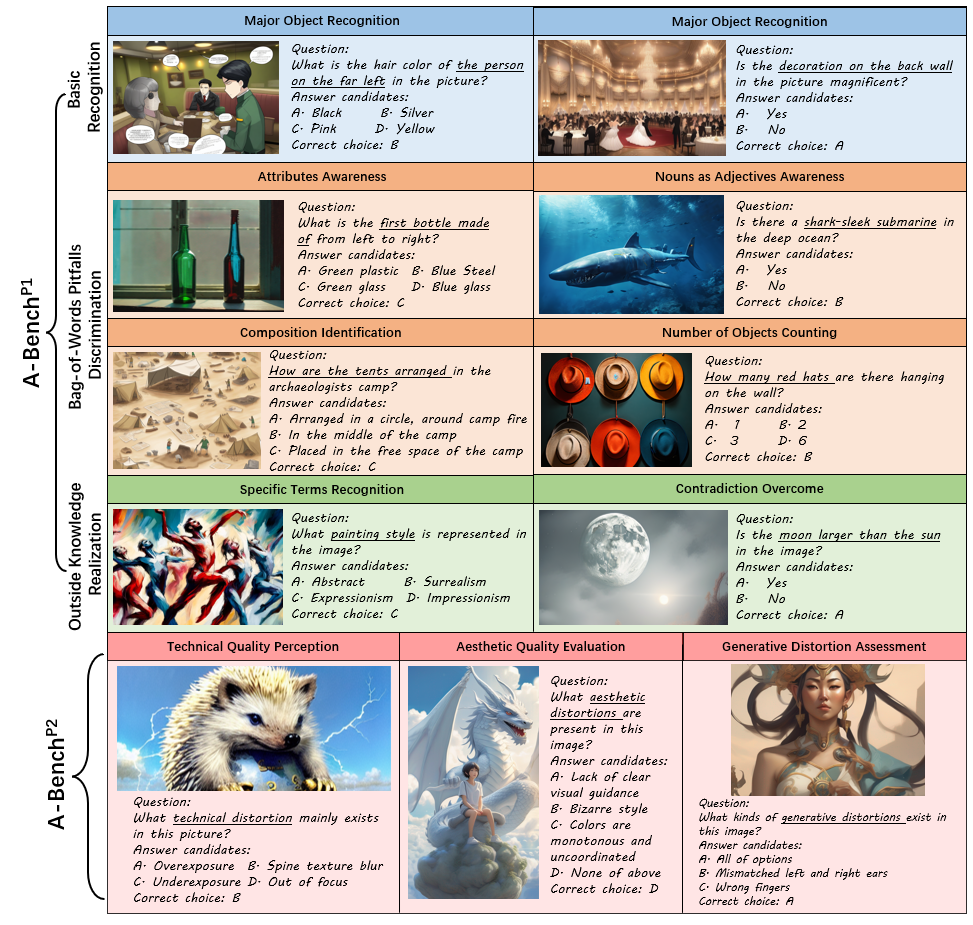 A-Bench^P1
Basic
Recognition
Major Object Recognition
Question:
What is the hair color of the person
on the far left in the picture?
Answer candidates:
A. Black B. Silver
C. Pink D. Yellow
Correct choice: B
Major Object Recognition
Question:
Is the decoration on the back wall
in the picture magnificent?
Answer candidates:
A. Yes
B. No
Correct choice: A
Bag-of-Words Pitfalls
Discrimination
Attributes Awareness
Question:
What is the first bottle made
of from left to right?
Answer candidates:
A. Green plastic B. Blue Steel
C. Green glass D. Blue glass
Correct choice: C
Nouns as Adjectives Awareness
Question:
Is there a shark-sleek submarine in
the deep ocean?
Answer candidates:
A. Yes
B. No
Correct choice: B
Composition Identification
Question:
How are the tents arranged in the
archaeologists camp?
Answer candidates:
A. Arranged in a circle, around camp fire
B. In the middle of the camp
C. Placed in the free space of the camp
Correct choice: C
Number of Objects Counting
Question:
How many red hats are there hanging
on the wall?
Answer candidates:
A. 1 B. 2
C. 3 D. 6
Correct choice: B
Outside Knowledge
Realization
Specific Terms Recognition
Question:
What painting style is represented in
the image?
Answer candidates:
A. Abstract B. Surrealism
C. Expressionism D. Impressionism
Correct choice: C
Contradiction Overcome
Question:
Is the moon larger than the sun
in the image?
Answer candidates:
A. Yes
B. No
Correct choice: A
A-Bench^P2
Technical Quality Perception
Question:
What technical distortion mainly exists
in this picture?
Answer candidates:
A. Overexposure B. Spine texture blur
C. Underexposure D. Out of focus
Correct choice: B
Aesthetic Quality Evaluation
Question:
What aesthetic
distortions are
present in this
image?
Answer candidates:
A. Lack of clear
visual guidance
B. Bizarre style
C. Colors are
monotonous and
uncoordinated
D. None of above
Correct choice: D
Generative Distortion Assessment
Question:
What kinds of generative distortions exist in
this image?
Answer candidates:
A. All of options
B. Mismatched left and right ears
C. Wrong fingers
Correct choice: A